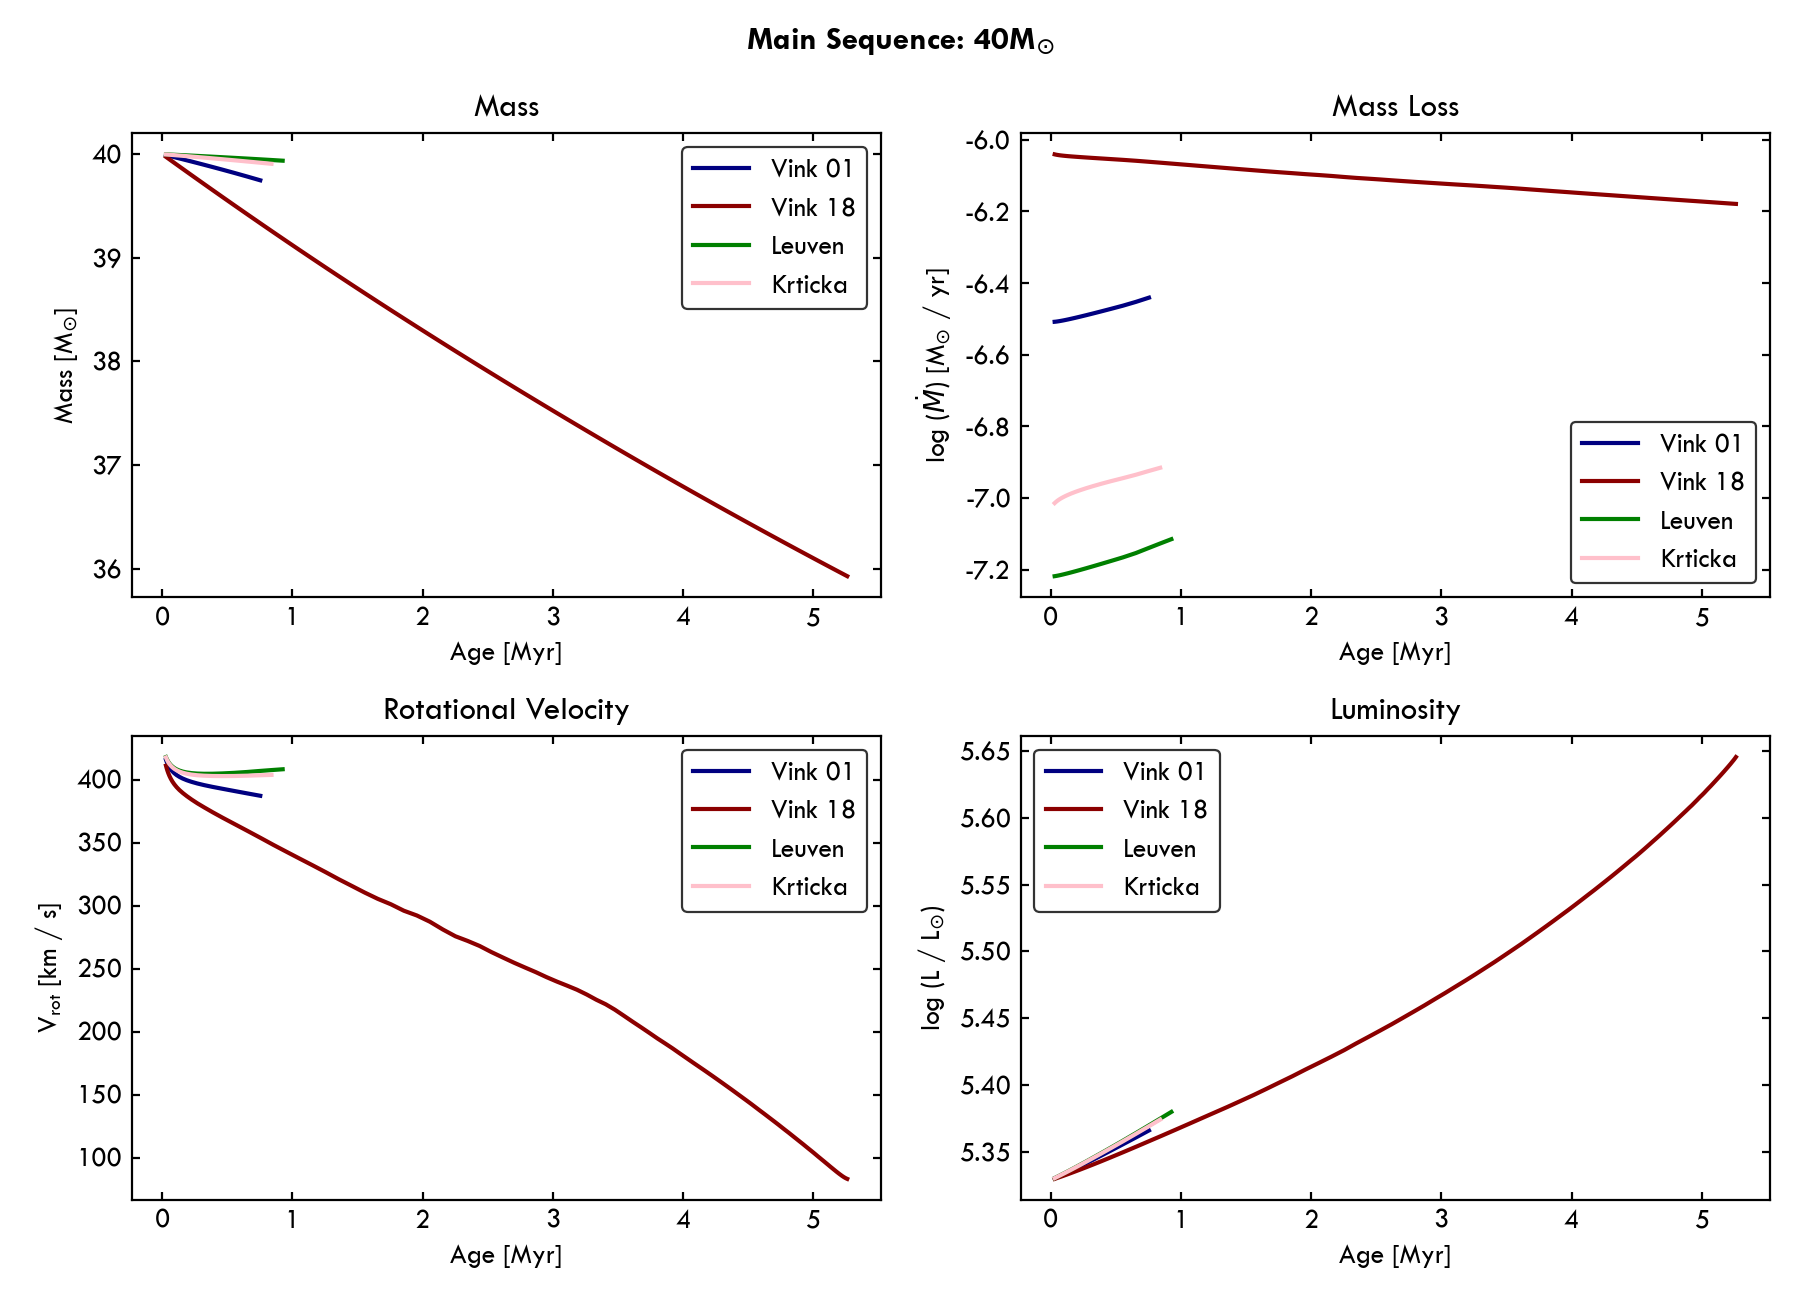 Main Sequence: 40M⊙
Mass
Mass [M⊙]
40
39
38
37
36
0 1 2 3 4 5
Age [Myr]
Vink 01
Vink 18
Leuven
Krticka
Mass Loss
log (Ṁ) [M⊙ / yr]
-6.0
-6.2
-6.4
-6.6
-6.8
-7.0
-7.2
0 1 2 3 4 5
Age [Myr]
Vink 01
Vink 18
Leuven
Krticka
Rotational Velocity
Vrot [km / s]
400
350
300
250
200
150
100
0 1 2 3 4 5
Age [Myr]
Vink 01
Vink 18
Leuven
Krticka
Luminosity
log (L / L⊙)
5.65
5.60
5.55
5.50
5.45
5.40
5.35
0 1 2 3 4 5
Age [Myr]
Vink 01
Vink 18
Leuven
Krticka